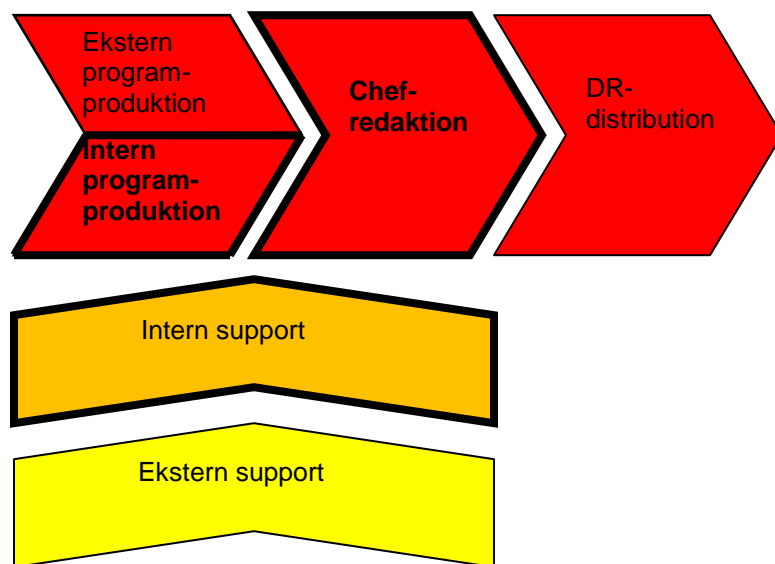 Ekstern
program-
produktion
Intern
program-
produktion
Chef-
redaktion
DR-
distribution
Intern support
Ekstern support